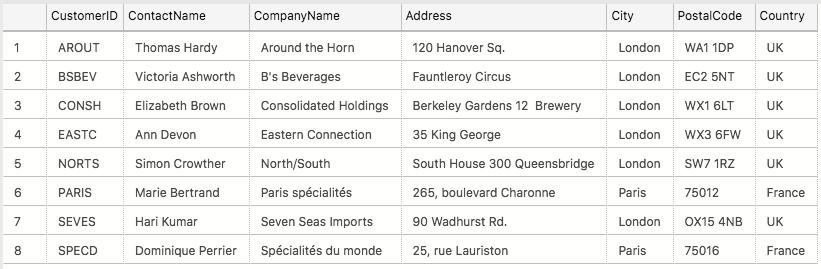 CustomerID ContactName CompanyName Address City PostalCode Country
1 AROUT Thomas Hardy Around the Horn 120 Hanover Sq. London WA1 1DP UK
2 BSBEV Victoria Ashworth B's Beverages Fauntleroy Circus London EC2 5NT UK
3 CONSH Elizabeth Brown Consolidated Holdings Berkeley Gardens 12  Brewery London WX1 6LT UK
4 EASTC Ann Devon Eastern Connection 35 King George London WX3 6FW UK
5 NORTS Simon Crowther North/South South House 300 Queensbridge London SW7 1RZ UK
6 PARIS Marie Bertrand Paris spécialités 265, boulevard Charonne Paris 75012 France
7 SEVES Hari Kumar Seven Seas Imports 90 Wadhurst Rd. London OX15 4NB UK
8 SPECD Dominique Perrier Spécialités du monde 25, rue Lauriston Paris 75016 France